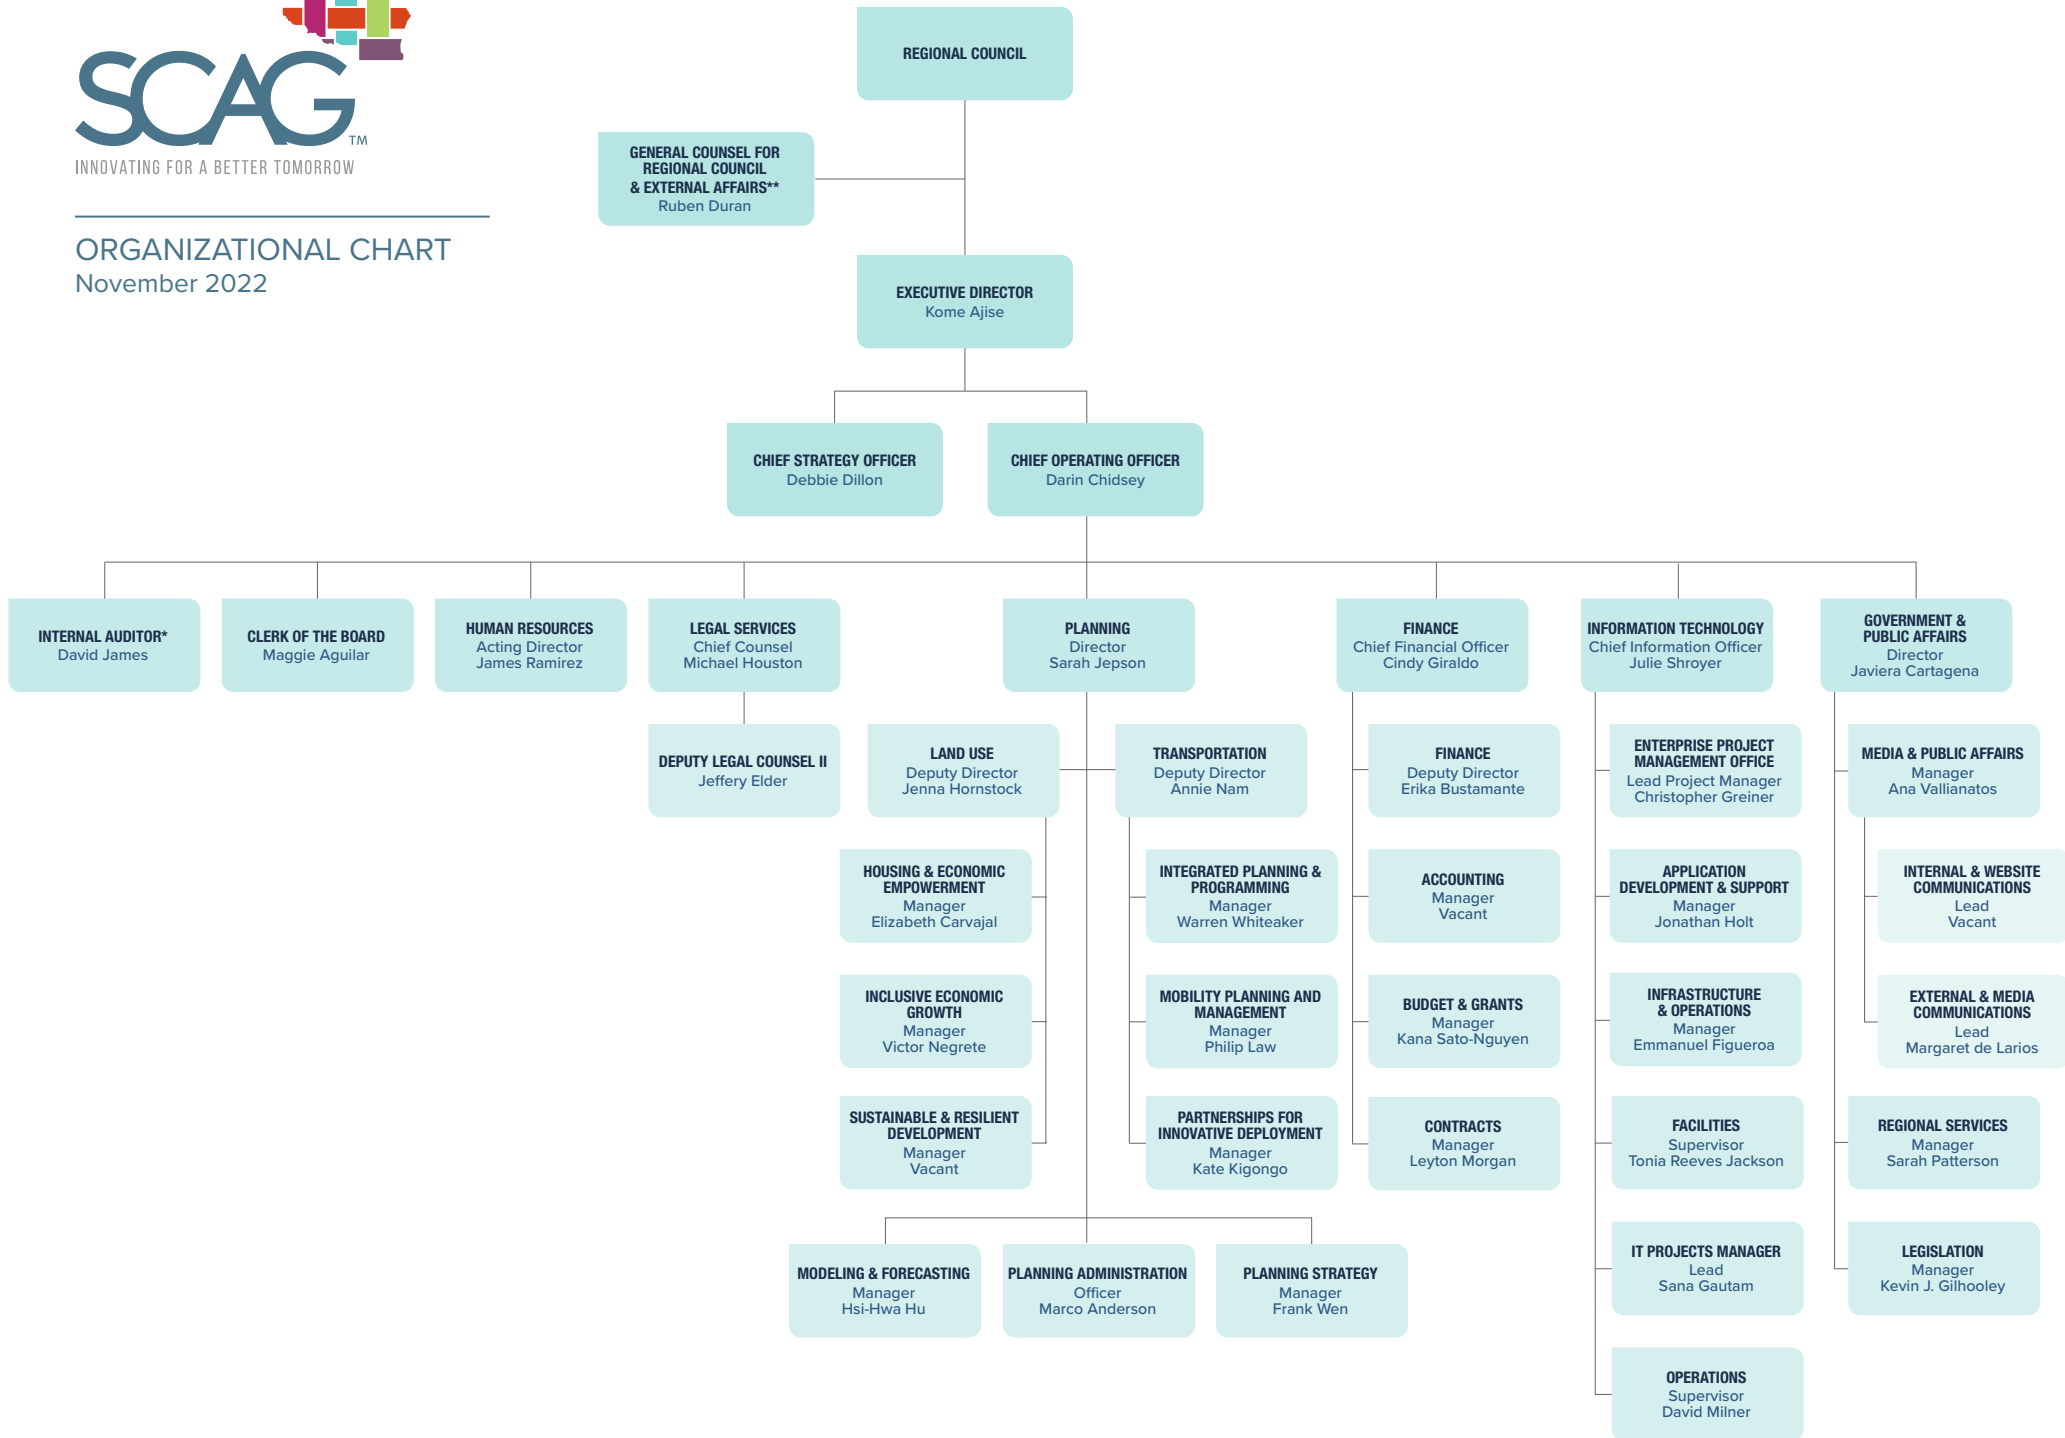 SCAG
TM
INNOVATING FOR A BETTER TOMORROW
ORGANIZATIONAL CHART
November 2022
REGIONAL COUNCIL
GENERAL COUNSEL FOR
REGIONAL COUNCIL
& EXTERNAL AFFAIRS**
Ruben Duran
EXECUTIVE DIRECTOR
Kome Ajise
CHIEF STRATEGY OFFICER
Debbie Dillon
CHIEF OPERATING OFFICER
Darin Chidsey
INTERNAL AUDITOR*
David James
CLERK OF THE BOARD
Maggie Aguilar
HUMAN RESOURCES
Acting Director
James Ramirez
LEGAL SERVICES
Chief Counsel
Michael Houston
DEPUTY LEGAL COUNSEL II
Jeffery Elder
PLANNING
Director
Sarah Jepson
LAND USE
Deputy Director
Jenna Hornstock
HOUSING & ECONOMIC
EMPOWERMENT
Manager
Elizabeth Carvajal
INCLUSIVE ECONOMIC
GROWTH
Manager
Victor Negrete
SUSTAINABLE & RESILIENT
DEVELOPMENT
Manager
Vacant
TRANSPORTATION
Deputy Director
Annie Nam
INTEGRATED PLANNING &
PROGRAMMING
Manager
Warren Whiteaker
MOBILITY PLANNING AND
MANAGEMENT
Manager
Philip Law
PARTNERSHIPS FOR
INNOVATIVE DEPLOYMENT
Manager
Kate Kigongo
MODELING & FORECASTING
Manager
Hsi-Hwa Hu
PLANNING ADMINISTRATION
Officer
Marco Anderson
PLANNING STRATEGY
Manager
Frank Wen
FINANCE
Chief Financial Officer
Cindy Giraldo
FINANCE
Deputy Director
Erika Bustamante
ACCOUNTING
Manager
Vacant
BUDGET & GRANTS
Manager
Kana Sato-Nguyen
CONTRACTS
Manager
Leyton Morgan
INFORMATION TECHNOLOGY
Chief Information Officer
Julie Shroyer
ENTERPRISE PROJECT
MANAGEMENT OFFICE
Lead Project Manager
Christopher Greiner
APPLICATION
DEVELOPMENT & SUPPORT
Manager
Jonathan Holt
INFRASTRUCTURE
& OPERATIONS
Manager
Emmanuel Figueroa
FACILITIES
Supervisor
Tonia Reeves Jackson
IT PROJECTS MANAGER
Lead
Sana Gautam
OPERATIONS
Supervisor
David Milner
GOVERNMENT &
PUBLIC AFFAIRS
Director
Javiera Cartagena
MEDIA & PUBLIC AFFAIRS
Manager
Ana Vallianatos
INTERNAL & WEBSITE
COMMUNICATIONS
Lead
Vacant
EXTERNAL & MEDIA
COMMUNICATIONS
Lead
Margaret de Larios
REGIONAL SERVICES
Manager
Sarah Patterson
LEGISLATION
Manager
Kevin J. Gilhooley